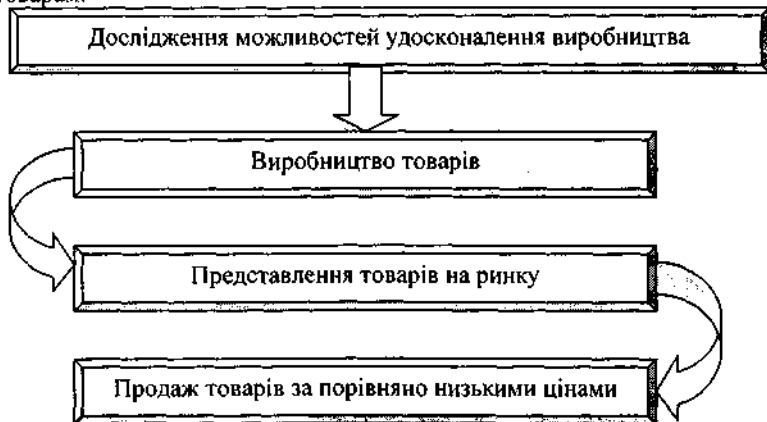 Дослідження можливостей удосконалення виробництва
Виробництво товарів
Представлення товарів на ринку
Продаж товарів за порівняно низькими цінами